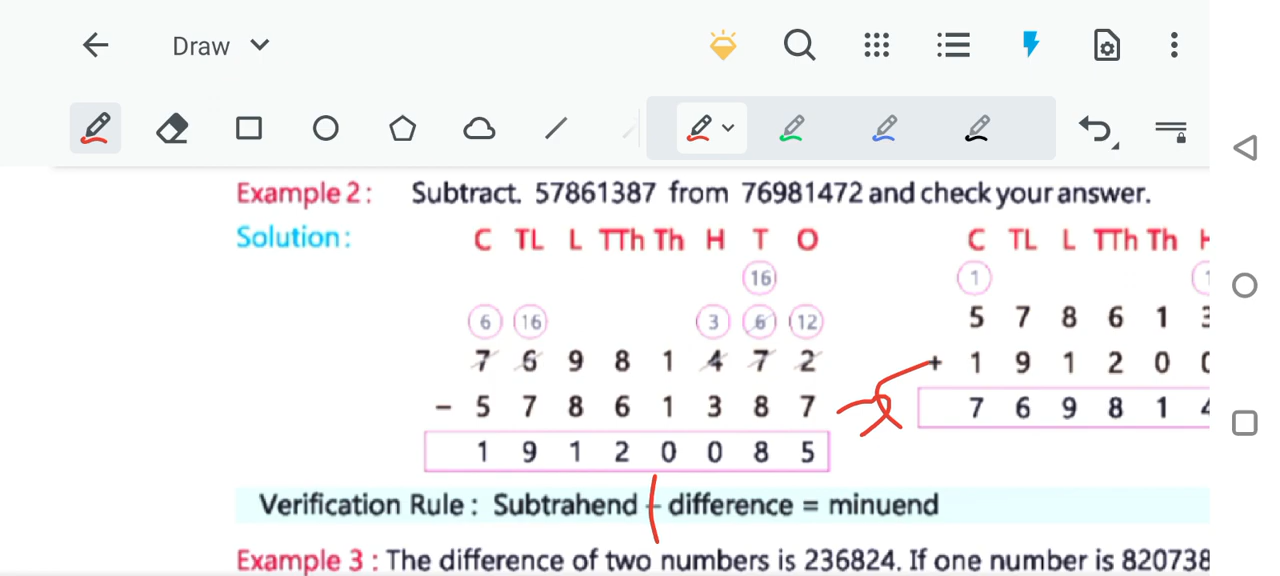 Draw
Example 2 : Subtract. 57861387 from 76981472 and check your answer.
Solution : C TL L TTh Th H T O C TL L TTh Th H
16 1
6 16 3 6 12 5 7 8 6 1 3
7 6 9 8 1 4 7 2 + 1 9 1 2 0 0
- 5 7 8 6 1 3 8 7 7 6 9 8 1 4
1 9 1 2 0 0 8 5
Verification Rule : Subtrahend + difference = minuend
Example 3 : The difference of two numbers is 236824. If one number is 820738